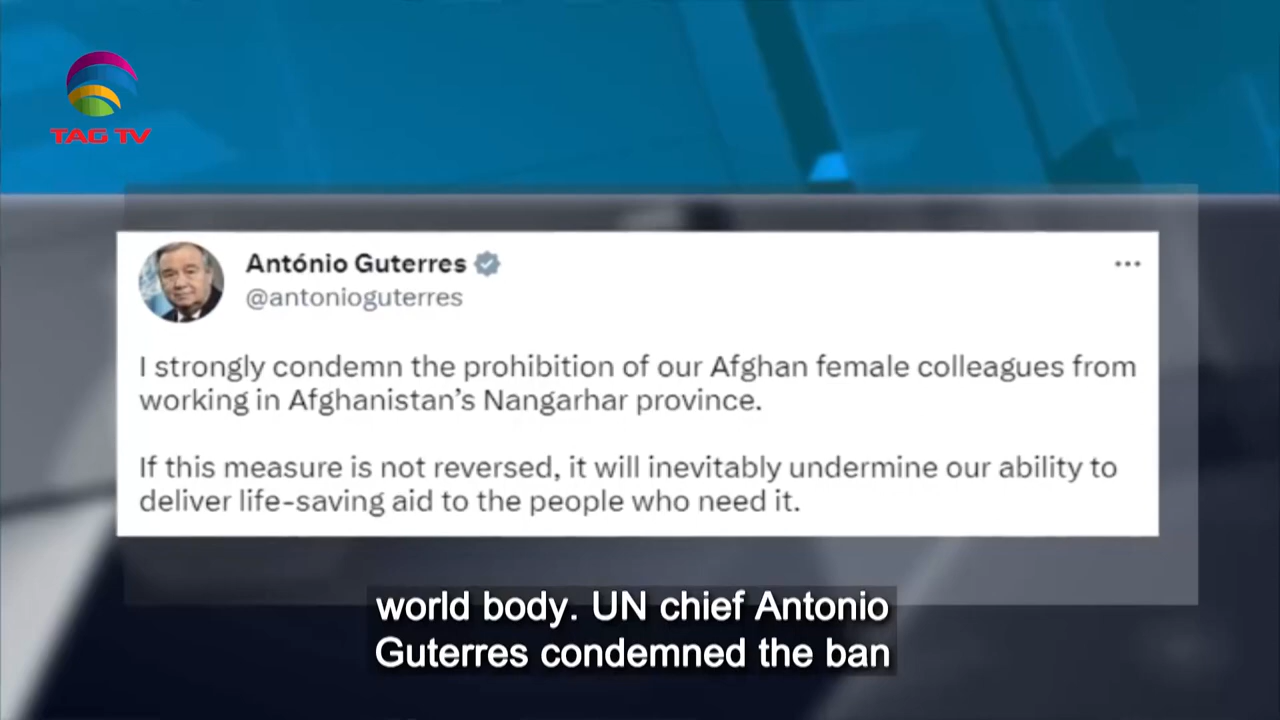 TAG TV
António Guterres
@antonioguterres
I strongly condemn the prohibition of our Afghan female colleagues from
working in Afghanistan’s Nangarhar province.
If this measure is not reversed, it will inevitably undermine our ability to
deliver life-saving aid to the people who need it.
world body. UN chief Antonio
Guterres condemned the ban